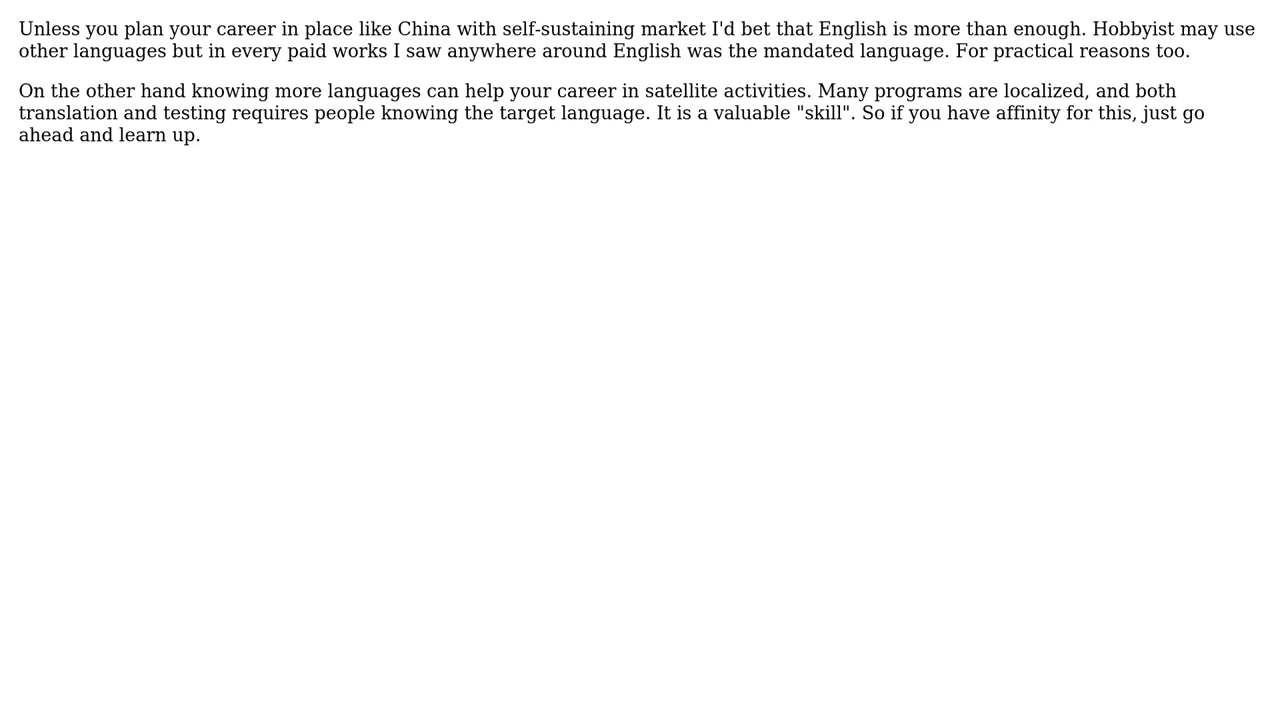 Unless you plan your career in place like China with self-sustaining market I'd bet that English is more than enough. Hobbyist may use
other languages but in every paid works I saw anywhere around English was the mandated language. For practical reasons too.
On the other hand knowing more languages can help your career in satellite activities. Many programs are localized, and both
translation and testing requires people knowing the target language. It is a valuable "skill". So if you have affinity for this, just go
ahead and learn up.